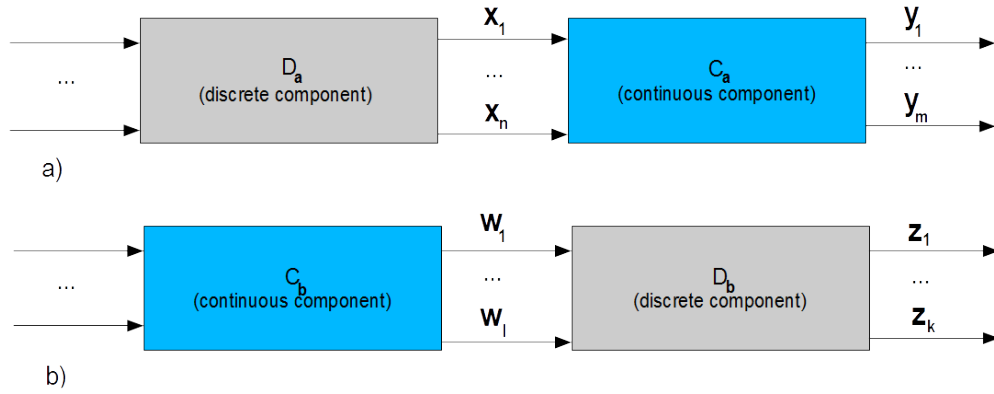 x1 y1
... Da ... Ca ...
(discrete component) (continuous component)
xn ym
a)
w1 z1
... Cb ... Db ...
(continuous component) (discrete component)
wl zk
b)